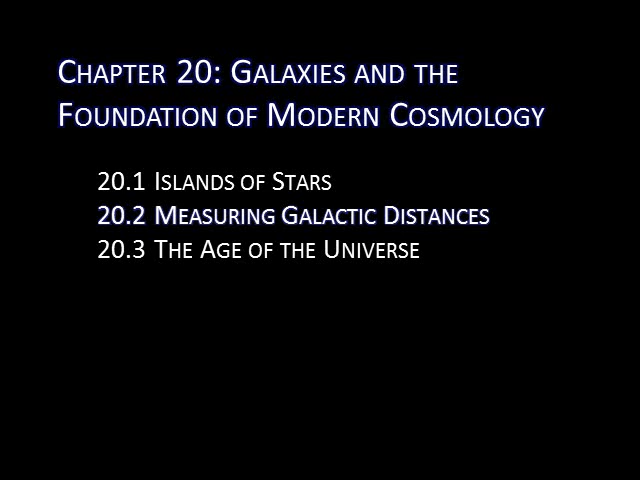 Chapter 20: Galaxies and the
Foundation of Modern Cosmology
20.1 Islands of Stars
20.2 Measuring Galactic Distances
20.3 The Age of the Universe